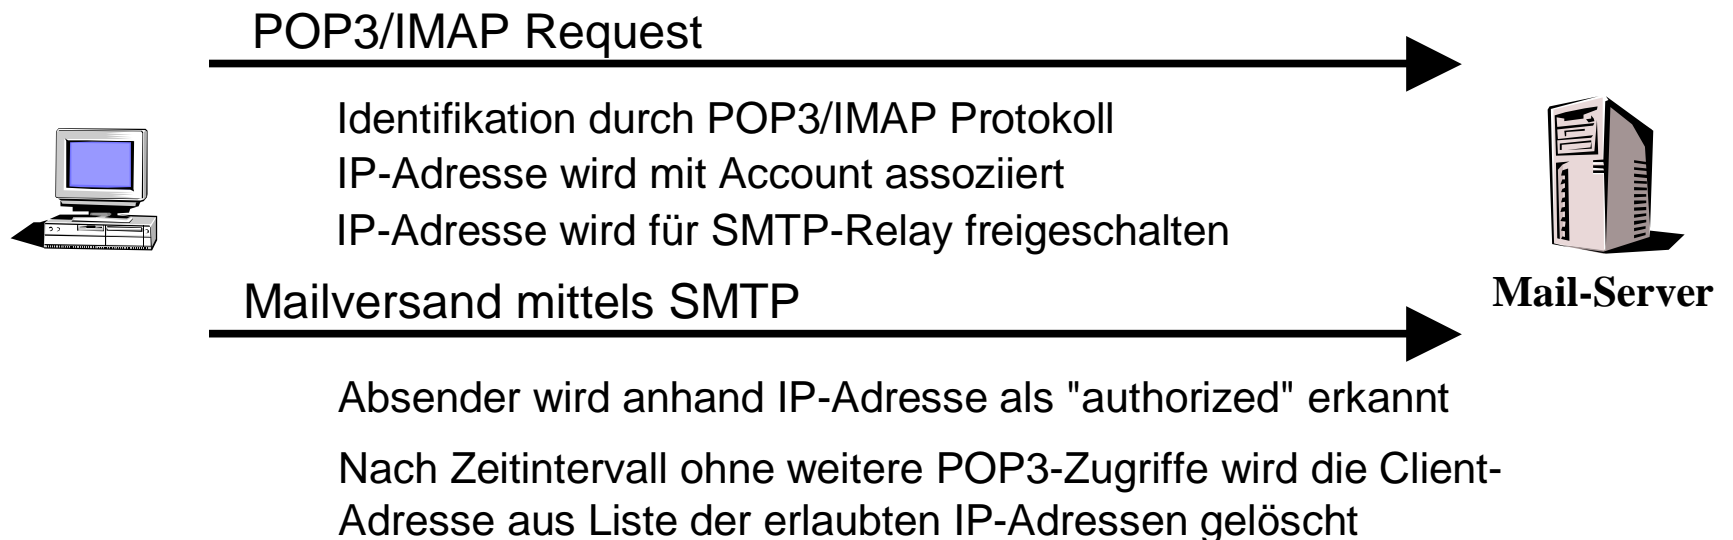 POP3/IMAP Request
Identifikation durch POP3/IMAP Protokoll
IP-Adresse wird mit Account assoziiert
IP-Adresse wird für SMTP-Relay freigeschalten
Mail-Server
Mailversand mittels SMTP
Absender wird anhand IP-Adresse als "authorized" erkannt
Nach Zeitintervall ohne weitere POP3-Zugriffe wird die Client-
Adresse aus Liste der erlaubten IP-Adressen gelöscht